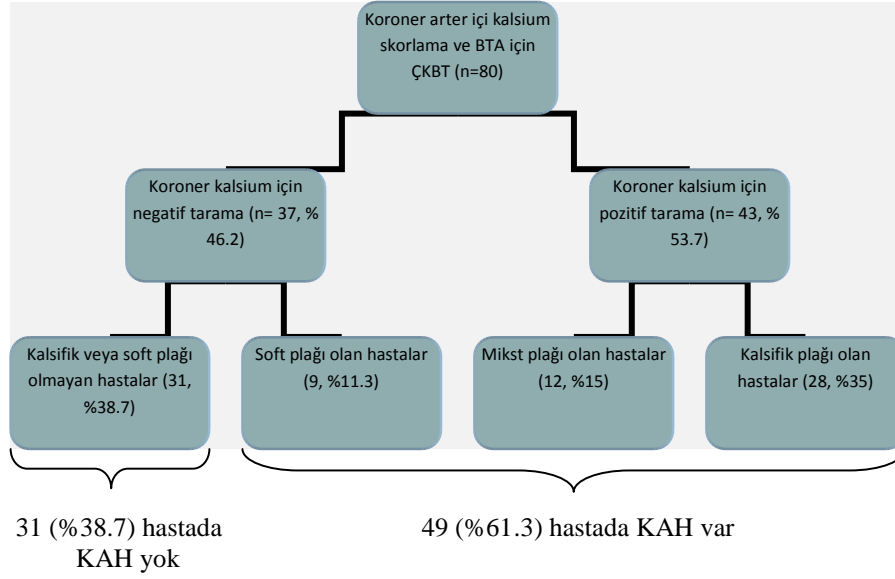 Koroner arter içi kalsium
skorlama ve BTA için
ÇKBT (n=80)
Koroner kalsium için
negatif tarama (n= 37, %
46.2)
Koroner kalsium için
pozitif tarama (n= 43, %
53.7)
Kalsifik veya soft plağı
olmayan hastalar (31,
%38.7)
Soft plağı olan hastalar
(9, %11.3)
Mikst plağı olan hastalar
(12, %15)
Kalsifik plağı olan
hastalar (28, %35)
31 (%38.7) hastada
KAH yok
49 (%61.3) hastada KAH var